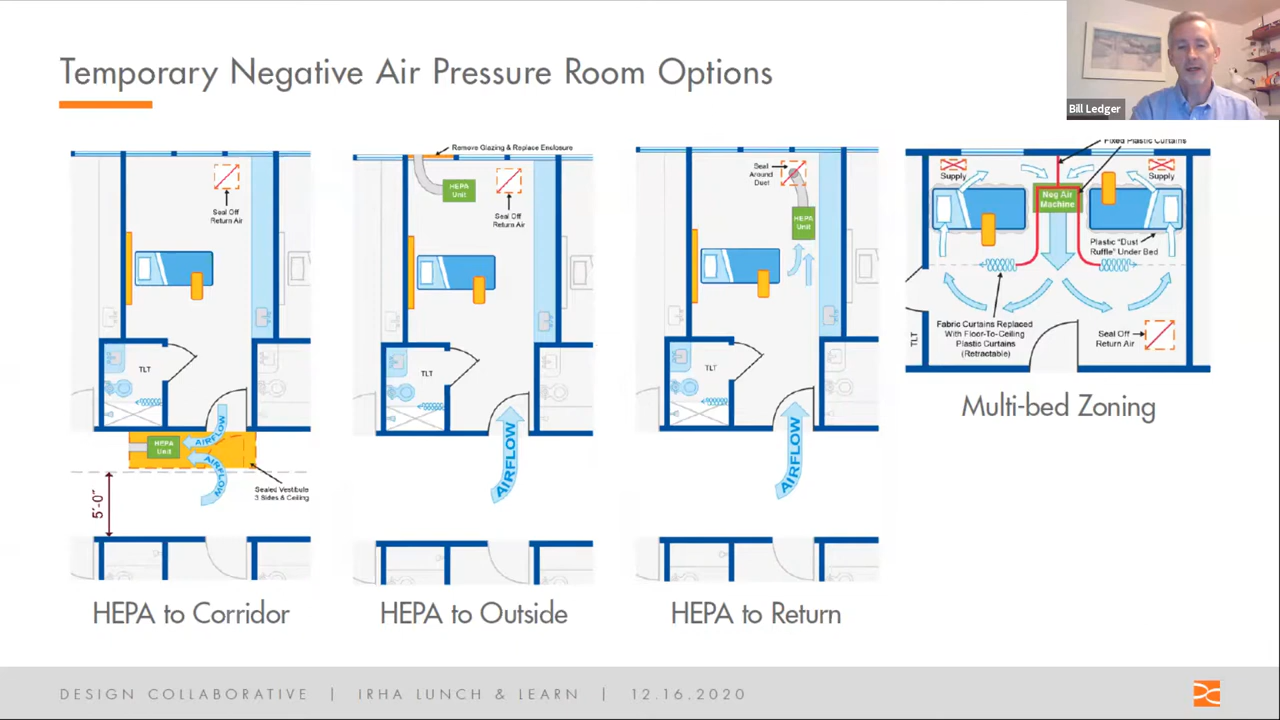 Temporary Negative Air Pressure Room Options
Bill Ledger
Seal Off
Return Air
TLT
HEPA
Unit
AIRFLOW
AIRFLOW
Sealed Vestibule
3 Sides & Ceiling
5'-0"
HEPA to Corridor
Remove Glazing & Replace Enclosure
HEPA
Unit
Seal Off
Return Air
TLT
AIRFLOW
HEPA to Outside
Seal
Around
Duct
HEPA
Unit
TLT
AIRFLOW
HEPA to Return
Fixed Plastic Curtains
Supply
Supply
Neg Air
Machine
Plastic "Dust
Ruffle" Under Bed
Fabric Curtains Replaced
With Floor-To-Ceiling
Plastic Curtains
(Retractable)
Seal Off
Return Air
TLT
Multi-bed Zoning
DESIGN COLLABORATIVE | IRHA LUNCH & LEARN | 12.16.2020